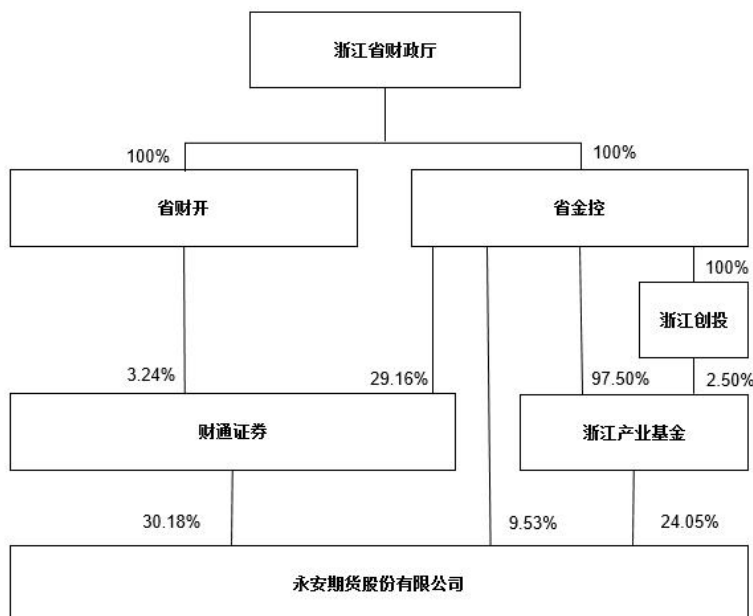 浙江省财政厅
100%
100%
省财开
省金控
100%
浙江创投
3.24%
29.16%
97.50%
2.50%
财通证券
浙江产业基金
30.18%
9.53%
24.05%
永安期货股份有限公司